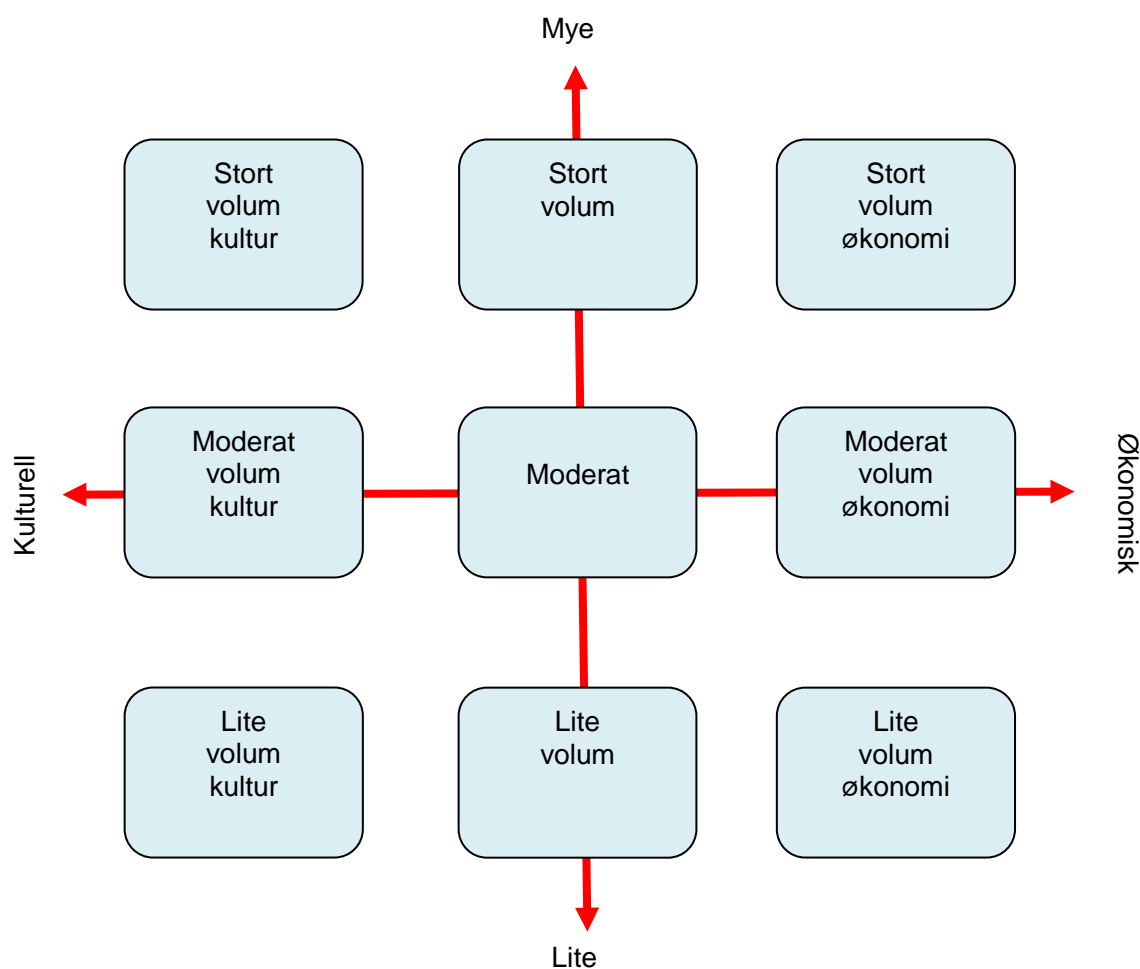 Mye
Stort
volum
kultur
Stort
volum
Stort
volum
økonomi
Kulturell
Moderat
volum
kultur
Moderat
Moderat
volum
økonomi
Økonomisk
Lite
volum
kultur
Lite
volum
Lite
volum
økonomi
Lite